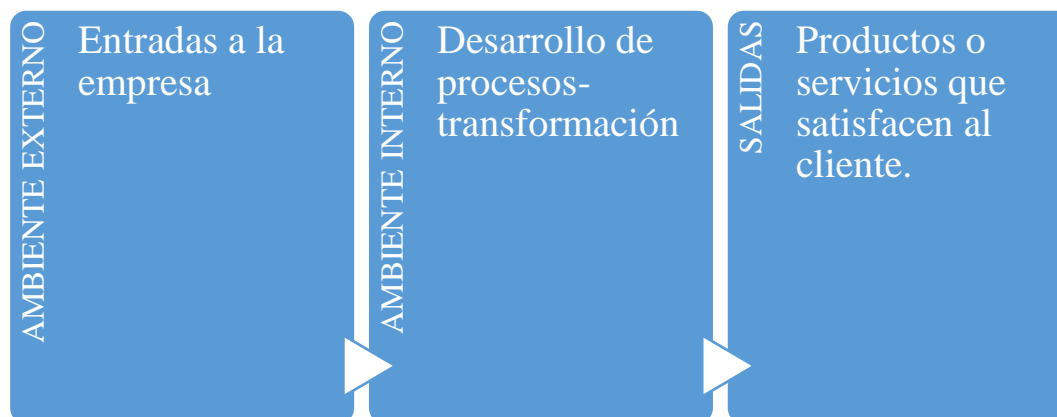 AMBIENTE EXTERNO
Entradas a la
empresa
AMBIENTE INTERNO
Desarrollo de
procesos-
transformación
SALIDAS
Productos o
servicios que
satisfacen al
cliente.